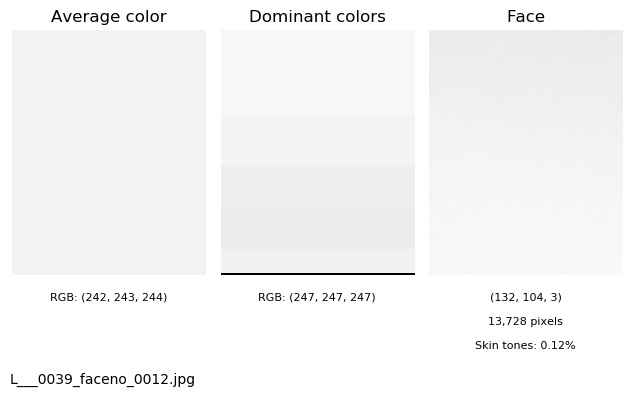 Average color
Dominant colors
Face
RGB: (242, 243, 244)
RGB: (247, 247, 247)
(132, 104, 3)
13,728 pixels
Skin tones: 0.12%
L___0039_faceno_0012.jpg